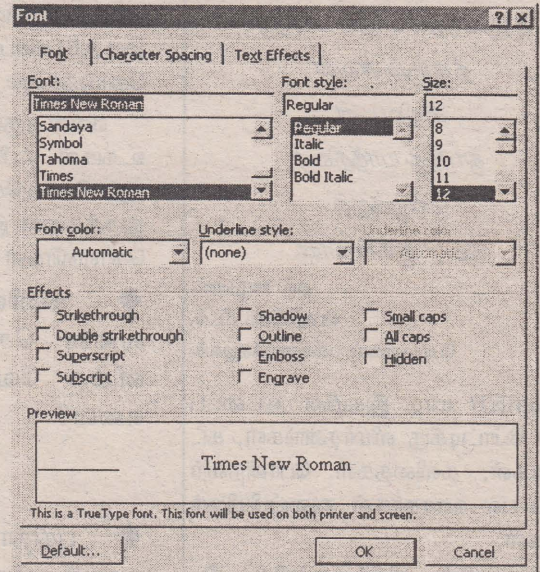 Font
Font Character Spacing Text Effects
Font: Font style: Size:
Times New Roman Regular 12
Sandaya Regular 8
Symbol Italic 9
Tahoma Bold 10
Times Bold Italic 11
Times New Roman 12
Font color: Underline style: Underline color:
Automatic (none) Automatic
Effects
Strikethrough Shadow Small caps
Double strikethrough Outline All caps
Superscript Emboss Hidden
Subscript Engrave
Preview
Times New Roman
This is a TrueType font. This font will be used on both printer and screen.
Default... OK Cancel